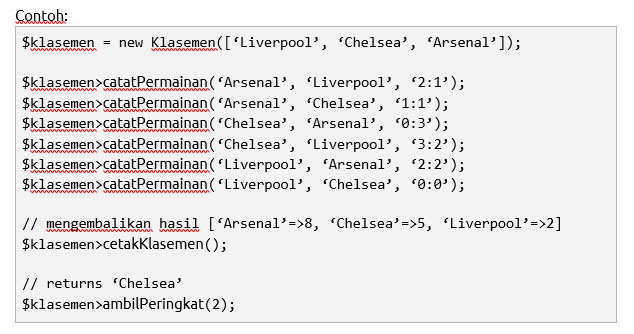 Contoh:
$klasemen = new Klasemen([‘Liverpool’, ‘Chelsea’, ‘Arsenal’]);
$klasemen>catatPermainan(‘Arsenal’, ‘Liverpool’, ‘2:1’);
$klasemen>catatPermainan(‘Arsenal’, ‘Chelsea’, ‘1:1’);
$klasemen>catatPermainan(‘Chelsea’, ‘Arsenal’, ‘0:3’);
$klasemen>catatPermainan(‘Chelsea’, ‘Liverpool’, ‘3:2’);
$klasemen>catatPermainan(‘Liverpool’, ‘Arsenal’, ‘2:2’);
$klasemen>catatPermainan(‘Liverpool’, ‘Chelsea’, ‘0:0’);
// mengembalikan hasil [‘Arsenal’=>8, ‘Chelsea’=>5, ‘Liverpool’=>2]
$klasemen>cetakKlasemen();
// returns ‘Chelsea’
$klasemen>ambilPeringkat(2);